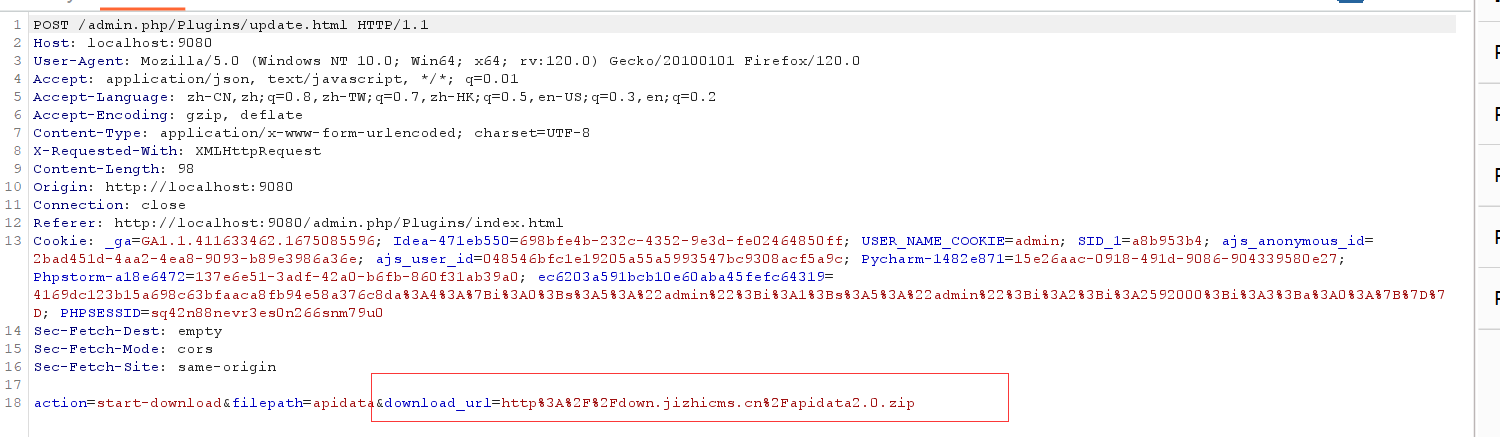 1 POST /admin.php/Plugins/update.html HTTP/1.1
2 Host: localhost:9080
3 User-Agent: Mozilla/5.0 (Windows NT 10.0; Win64; x64; rv:120.0) Gecko/20100101 Firefox/120.0
4 Accept: application/json, text/javascript, */*; q=0.01
5 Accept-Language: zh-CN,zh;q=0.8,zh-TW;q=0.7,zh-HK;q=0.5,en-US;q=0.3,en;q=0.2
6 Accept-Encoding: gzip, deflate
7 Content-Type: application/x-www-form-urlencoded; charset=UTF-8
8 X-Requested-With: XMLHttpRequest
9 Content-Length: 98
10 Origin: http://localhost:9080
11 Connection: close
12 Referer: http://localhost:9080/admin.php/Plugins/index.html
13 Cookie: _ga=GA1.1.411633462.1675085596; Idea-471eb550=698bfe4b-232c-4352-9e3d-fe02464850ff; USER_NAME_COOKIE=admin; SID_1=a8b953b4; ajs_anonymous_id=
2bad451d-4aa2-4ea8-9093-b89e3986a36e; ajs_user_id=048546bfc1e19205a55a5993547bc9308acf5a9c; Pycharm-1482e871=15e26aac-0918-491d-9086-904339580e27;
Phpstorm-a18e6472=137e6e51-3adf-42a0-b6fb-860f31ab39a0; ec6203a591bcb10e60aba45fefc64319=
4169dc123b15a698c63bfaaca8fb94e58a376c8da%3A4%3A%7Bi%3A0%3Bs%3A5%3A%22admin%22%3Bi%3A1%3Bs%3A5%3A%22admin%22%3Bi%3A2%3Bi%3A2592000%3Bi%3A3%3Ba%3A0%3A%7B%7D%7
D; PHPSESSID=sq42n88nevr3es0n266snm79u0
14 Sec-Fetch-Dest: empty
15 Sec-Fetch-Mode: cors
16 Sec-Fetch-Site: same-origin
17
18 action=start-download&filepath=apidata&download_url=http%3A%2F%2Fdown.jizhicms.cn%2Fapidata2.0.zip